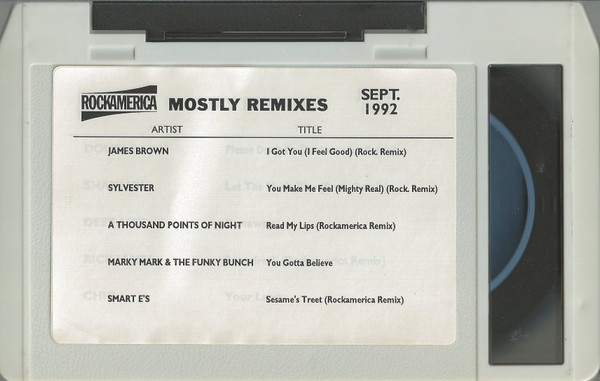 ROCKAMERICA MOSTLY REMIXES SEPT. 1992
ARTIST TITLE
JAMES BROWN I Got You (I Feel Good) (Rock. Remix)
SYLVESTER You Make Me Feel (Mighty Real) (Rock. Remix)
A THOUSAND POINTS OF NIGHT Read My Lips (Rockamerica Remix)
MARKY MARK & THE FUNKY BUNCH You Gotta Believe
SMART E'S Sesame's Treet (Rockamerica Remix)